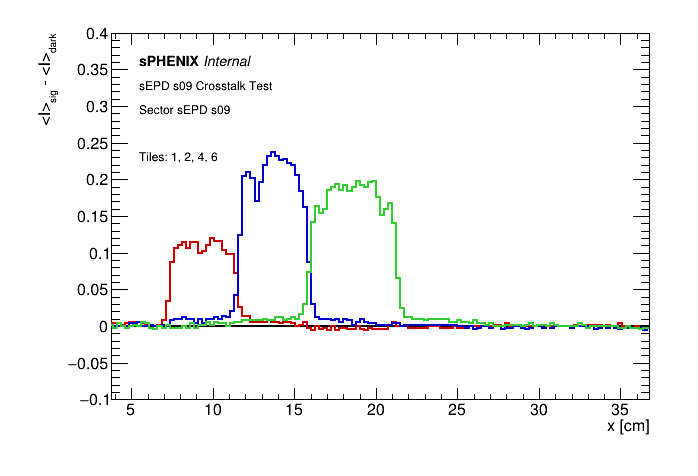 <I>sig - <I>dark
0.4
0.35
0.3
0.25
0.2
0.15
0.1
0.05
0
−0.05
−0.1
sPHENIX Internal
sEPD s09 Crosstalk Test
Sector sEPD s09
Tiles: 1, 2, 4, 6
5 10 15 20 25 30 35
x [cm]